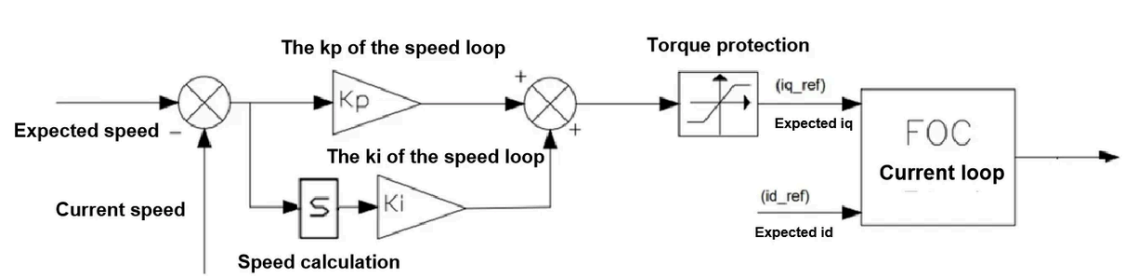 The kp of the speed loop
Torque protection
+
Kp
(iq_ref)
Expected iq
Expected speed
−
+
FOC
Current loop
The ki of the speed loop
Current speed
S
Ki
(id_ref)
Expected id
Speed calculation